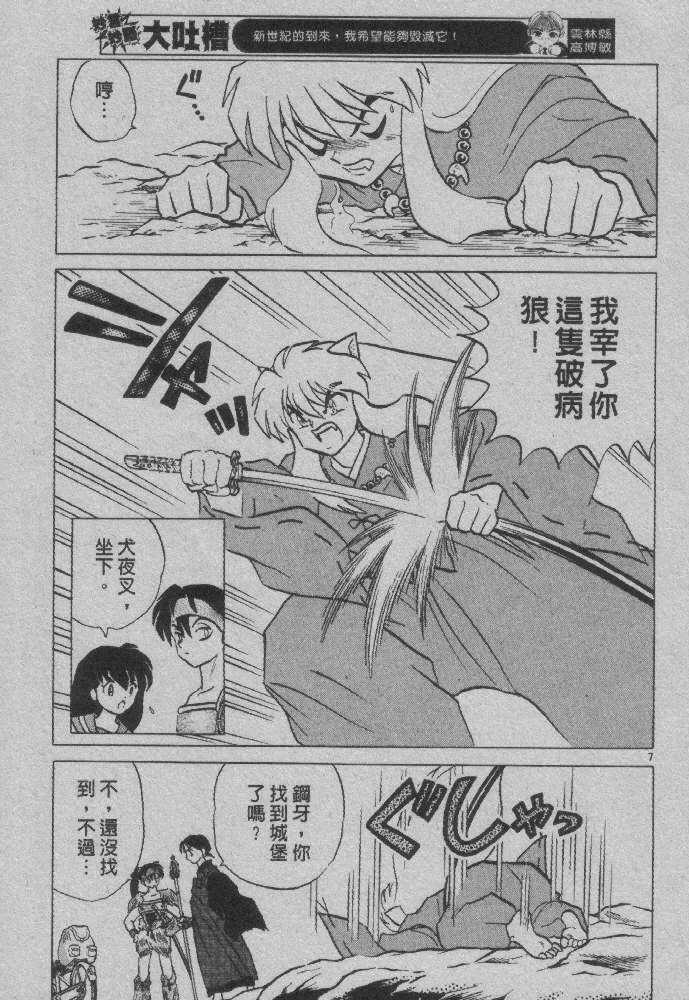 大吐槽
新世紀的到來，我希望能夠毀滅它！
雲林縣
高博敏
ぐ…
哼…
我宰了你
這隻破病
狼！
犬夜叉，
坐下。
7
ぐしゃっ
鋼牙，你
找到城堡
了嗎？
不，還沒找
到，不過…